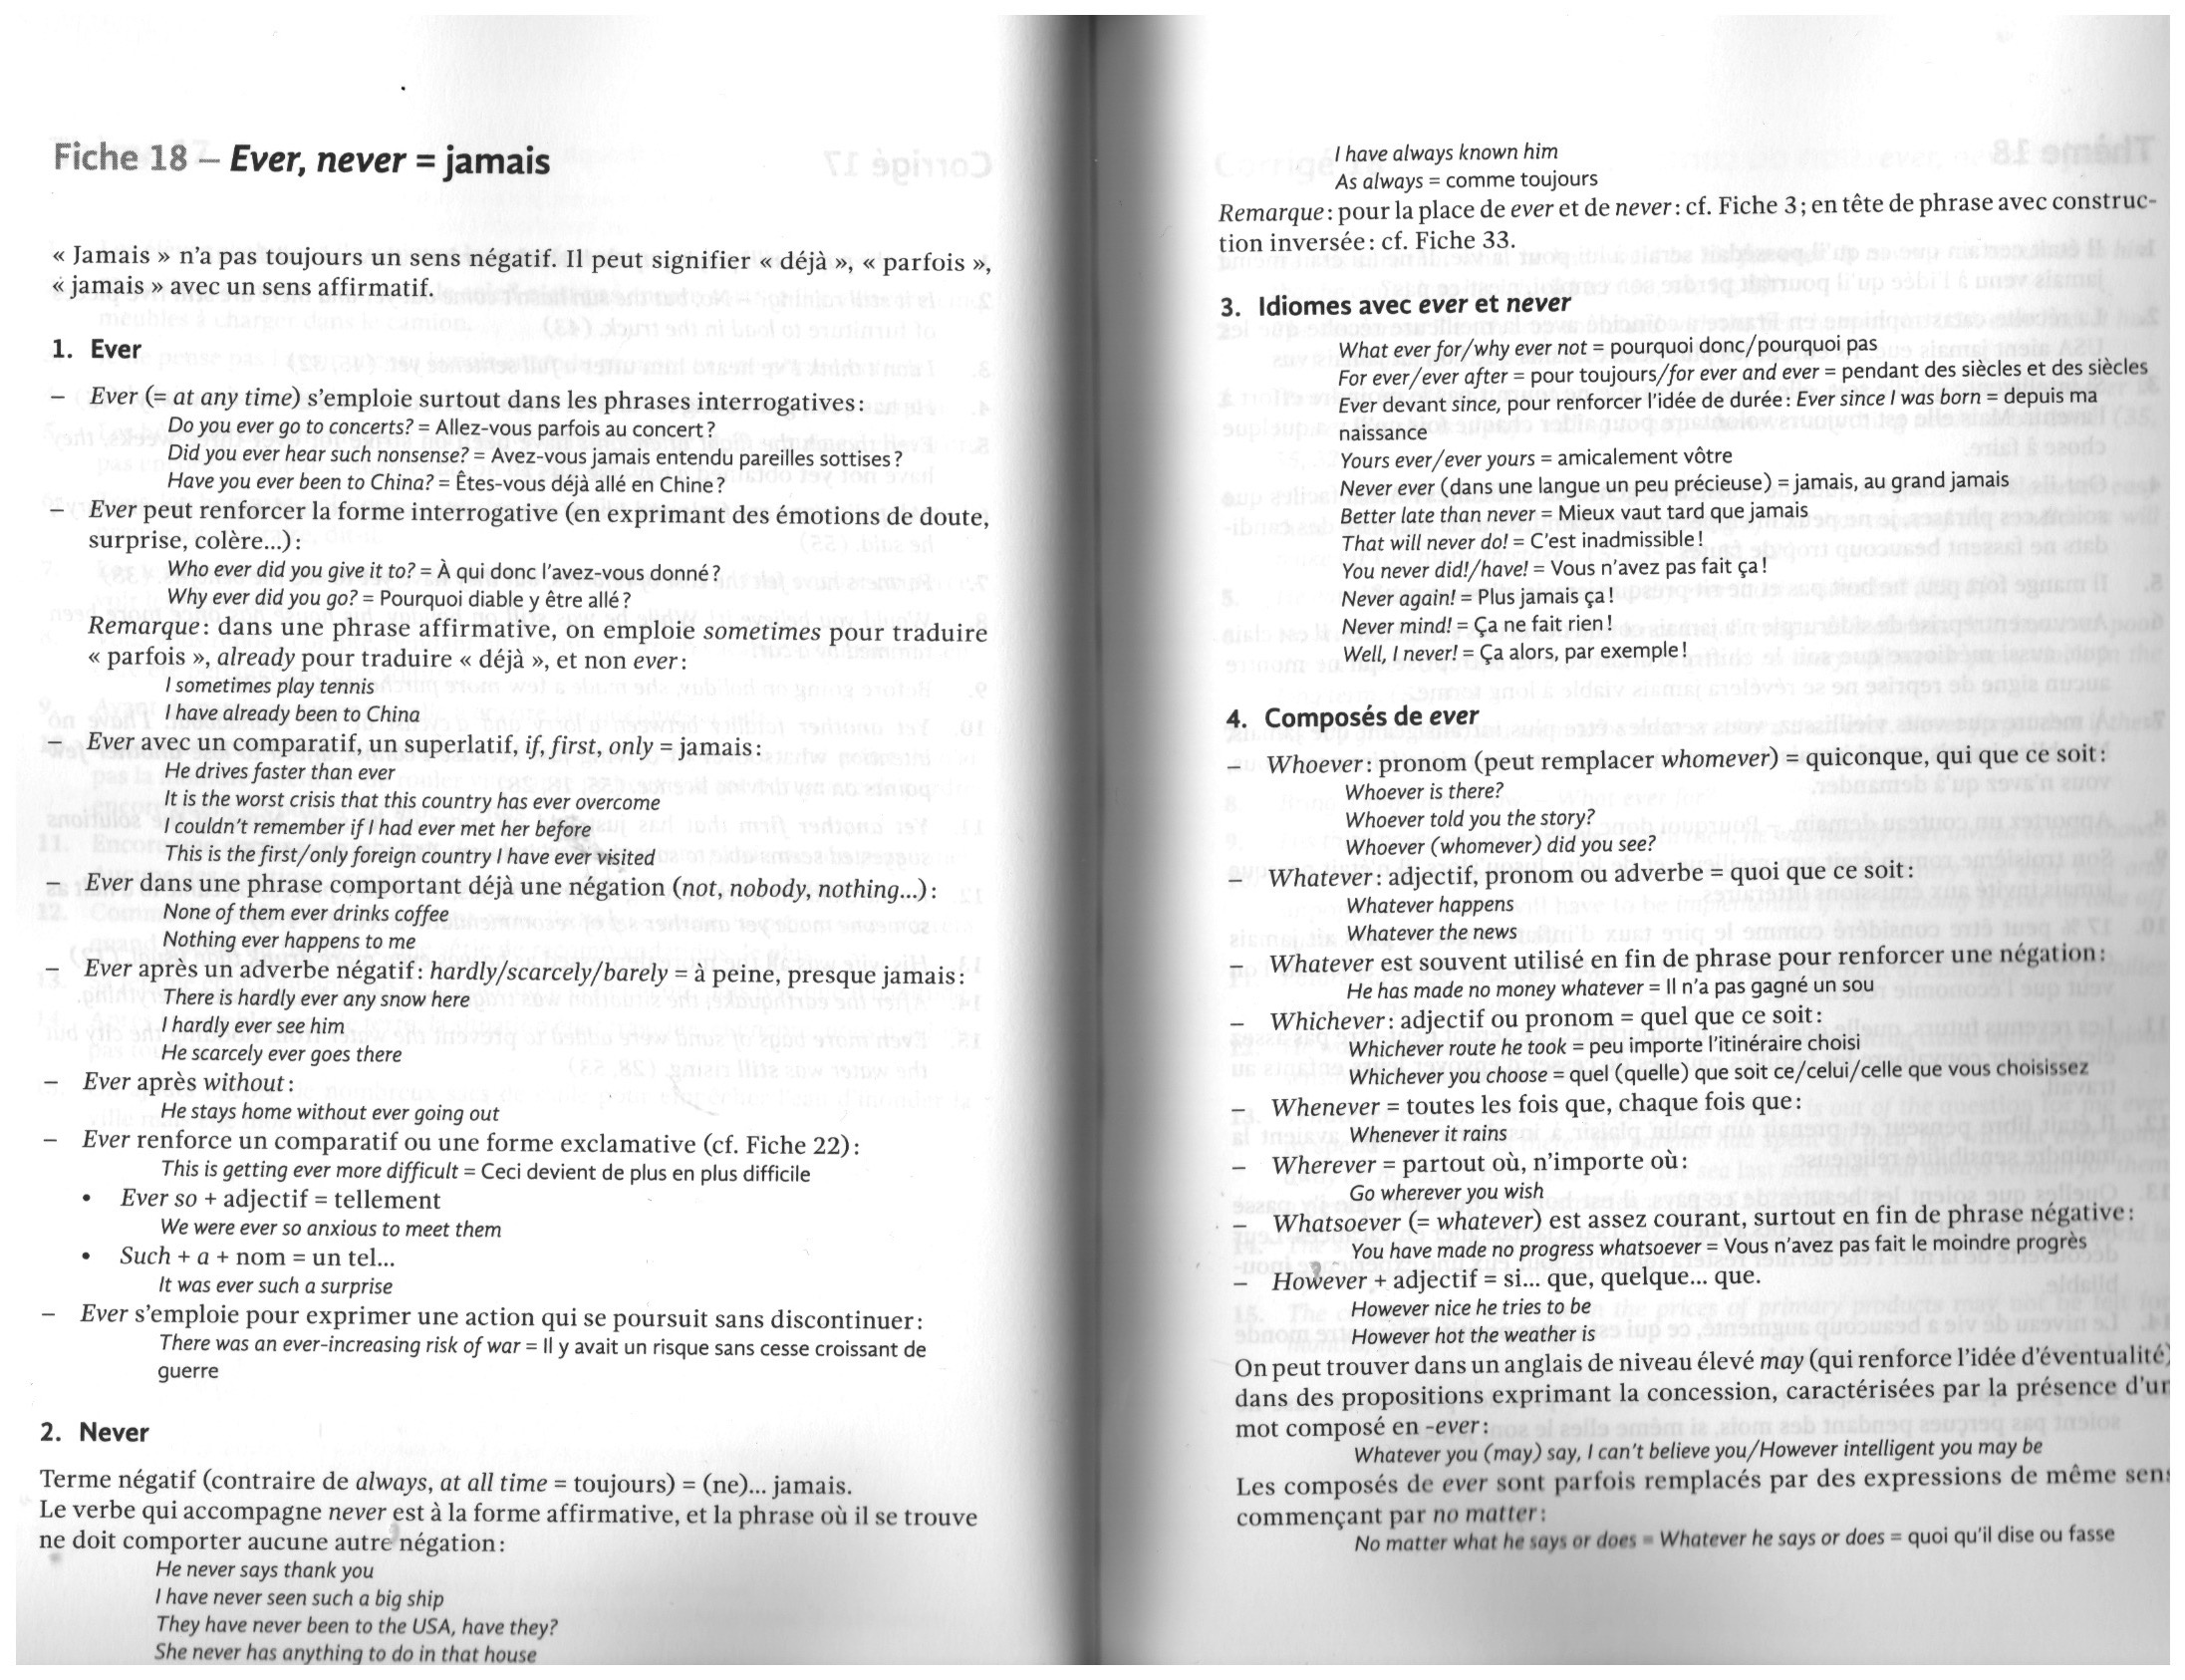 Fiche 18 – Ever, never = jamais
« Jamais » n'a pas toujours un sens négatif. Il peut signifier « déjà », « parfois »,
« jamais » avec un sens affirmatif.
1. Ever
– Ever (= at any time) s'emploie surtout dans les phrases interrogatives :
Do you ever go to concerts? = Allez-vous parfois au concert ?
Did you ever hear such nonsense? = Avez-vous jamais entendu pareilles sottises ?
Have you ever been to China? = Êtes-vous déjà allé en Chine ?
– Ever peut renforcer la forme interrogative (en exprimant des émotions de doute,
surprise, colère...) :
Who ever did you give it to? = À qui donc l'avez-vous donné ?
Why ever did you go? = Pourquoi diable y être allé ?
Remarque : dans une phrase affirmative, on emploie sometimes pour traduire
« parfois », already pour traduire « déjà », et non ever :
I sometimes play tennis
I have already been to China
– Ever avec un comparatif, un superlatif, if, first, only = jamais :
He drives faster than ever
It is the worst crisis that this country has ever overcome
I couldn't remember if I had ever met her before
This is the first/only foreign country I have ever visited
– Ever dans une phrase comportant déjà une négation (not, nobody, nothing...) :
None of them ever drinks coffee
Nothing ever happens to me
– Ever après un adverbe négatif : hardly/scarcely/barely = à peine, presque jamais :
There is hardly ever any snow here
I hardly ever see him
He scarcely ever goes there
– Ever après without :
He stays home without ever going out
– Ever renforce un comparatif ou une forme exclamative (cf. Fiche 22) :
This is getting ever more difficult = Ceci devient de plus en plus difficile
• Ever so + adjectif = tellement
We were ever so anxious to meet them
• Such + a + nom = un tel...
It was ever such a surprise
– Ever s'emploie pour exprimer une action qui se poursuit sans discontinuer :
There was an ever-increasing risk of war = Il y avait un risque sans cesse croissant de
guerre
2. Never
Terme négatif (contraire de always, at all time = toujours) = (ne)... jamais.
Le verbe qui accompagne never est à la forme affirmative, et la phrase où il se trouve
ne doit comporter aucune autre négation :
He never says thank you
I have never seen such a big ship
They have never been to the USA, have they?
She never has anything to do in that house
I have always known him
As always = comme toujours
Remarque : pour la place de ever et de never : cf. Fiche 3 ; en tête de phrase avec construc-
tion inversée : cf. Fiche 33.
3. Idiomes avec ever et never
What ever for/why ever not = pourquoi donc/pourquoi pas
For ever/ever after = pour toujours/for ever and ever = pendant des siècles et des siècles
Ever devant since, pour renforcer l'idée de durée : Ever since I was born = depuis ma
naissance
Yours ever/ever yours = amicalement vôtre
Never ever (dans une langue un peu précieuse) = jamais, au grand jamais
Better late than never = Mieux vaut tard que jamais
That will never do! = C'est inadmissible !
You never did!/have! = Vous n'avez pas fait ça !
Never again! = Plus jamais ça !
Never mind! = Ça ne fait rien !
Well, I never! = Ça alors, par exemple !
4. Composés de ever
– Whoever : pronom (peut remplacer whomever) = quiconque, qui que ce soit :
Whoever is there?
Whoever told you the story?
Whoever (whomever) did you see?
– Whatever : adjectif, pronom ou adverbe = quoi que ce soit :
Whatever happens
Whatever the news
– Whatever est souvent utilisé en fin de phrase pour renforcer une négation :
He has made no money whatever = Il n'a pas gagné un sou
– Whichever : adjectif ou pronom = quel que ce soit :
Whichever route he took = peu importe l'itinéraire choisi
Whichever you choose = quel (quelle) que soit ce/celui/celle que vous choisissez
– Whenever = toutes les fois que, chaque fois que :
Whenever it rains
– Wherever = partout où, n'importe où :
Go wherever you wish
– Whatsoever (= whatever) est assez courant, surtout en fin de phrase négative :
You have made no progress whatsoever = Vous n'avez pas fait le moindre progrès
– However + adjectif = si... que, quelque... que.
However nice he tries to be
However hot the weather is
On peut trouver dans un anglais de niveau élevé may (qui renforce l'idée d'éventualité)
dans des propositions exprimant la concession, caractérisées par la présence d'un
mot composé en -ever :
Whatever you (may) say, I can't believe you/However intelligent you may be
Les composés de ever sont parfois remplacés par des expressions de même sens
commençant par no matter :
No matter what he says or does = Whatever he says or does = quoi qu'il dise ou fasse